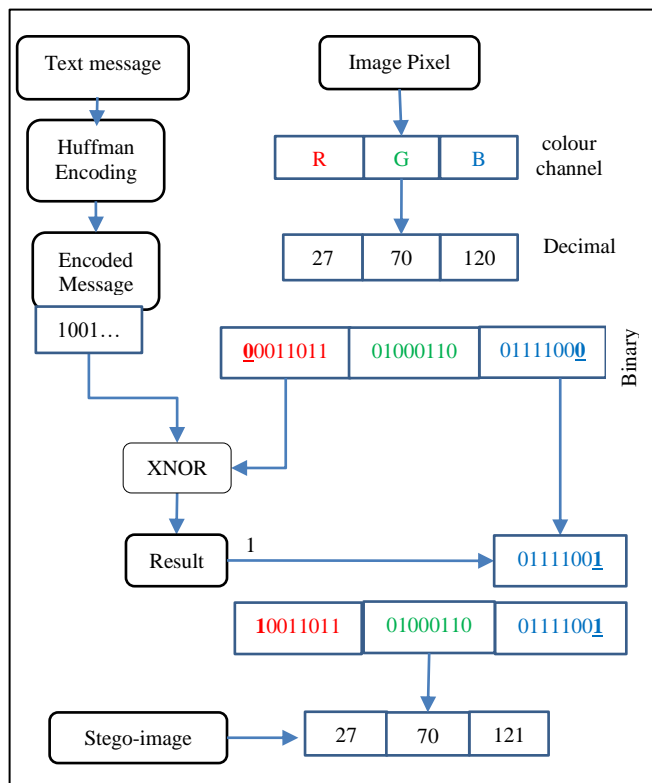 Text message
Image Pixel
Huffman
Encoding
R G B
colour
channel
Encoded
Message
27 70 120
Decimal
1001…
00011011 01000110 01111000
Binary
XNOR
Result
1
01111001
10011011 01000110 01111001
Stego-image
27 70 121